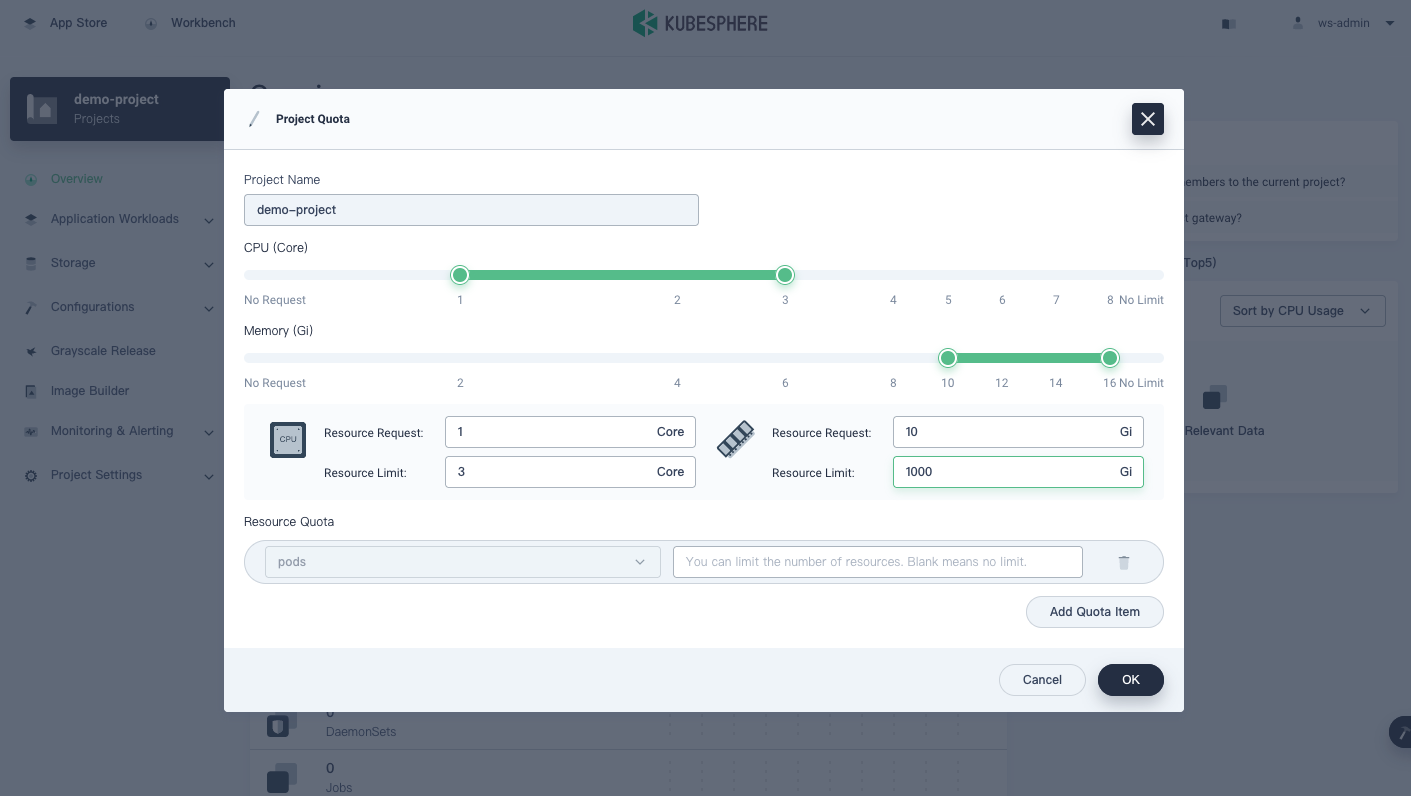 App Store
Workbench
KUBESPHERE
ws-admin
demo-project
Projects
Overview
Application Workloads
Storage
Configurations
Grayscale Release
Image Builder
Monitoring & Alerting
Project Settings
Project Quota
Project Name
demo-project
CPU (Core)
No Request 1 2 3 4 5 6 7 8 No Limit
Memory (Gi)
No Request 2 4 6 8 10 12 14 16 No Limit
CPU
Resource Request: 1 Core
Resource Limit: 3 Core
Resource Request: 10 Gi
Resource Limit: 1000 Gi
Resource Quota
pods
You can limit the number of resources. Blank means no limit.
Add Quota Item
Cancel
OK
embers to the current project?
t gateway?
Top5)
Sort by CPU Usage
Relevant Data
0
DaemonSets
0
Jobs